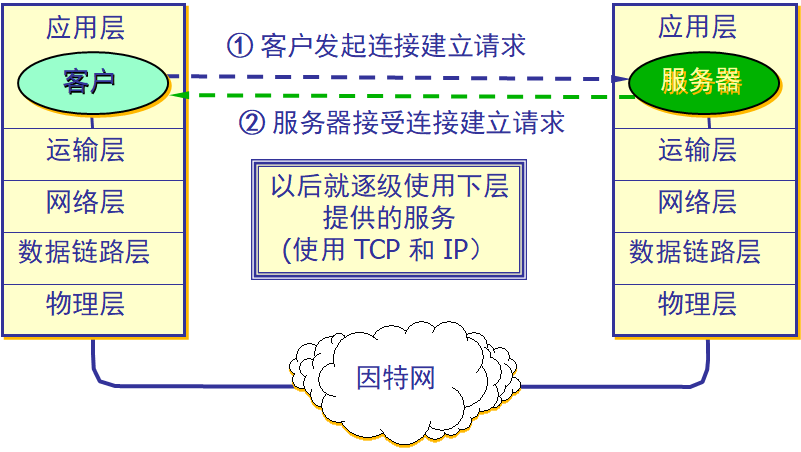 应用层
客户
运输层
网络层
数据链路层
物理层
① 客户发起连接建立请求
② 服务器接受连接建立请求
以后就逐级使用下层
提供的服务
(使用 TCP 和 IP）
因特网
应用层
服务器
运输层
网络层
数据链路层
物理层